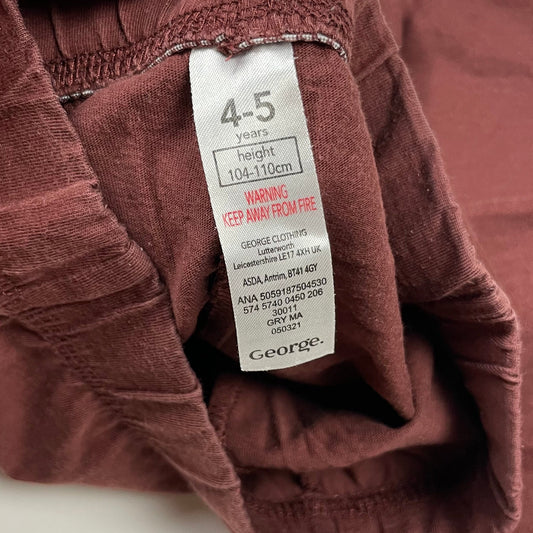 4-5
years
height
104-110cm
WARNING
KEEP AWAY FROM FIRE
GEORGE CLOTHING
Lutterworth
Leicestershire LE17 4XH UK
ASDA, Antrim, BT41 4GY
ANA 5059187504530
574 5740 0450 206
30011
GRY MA
050321
George.